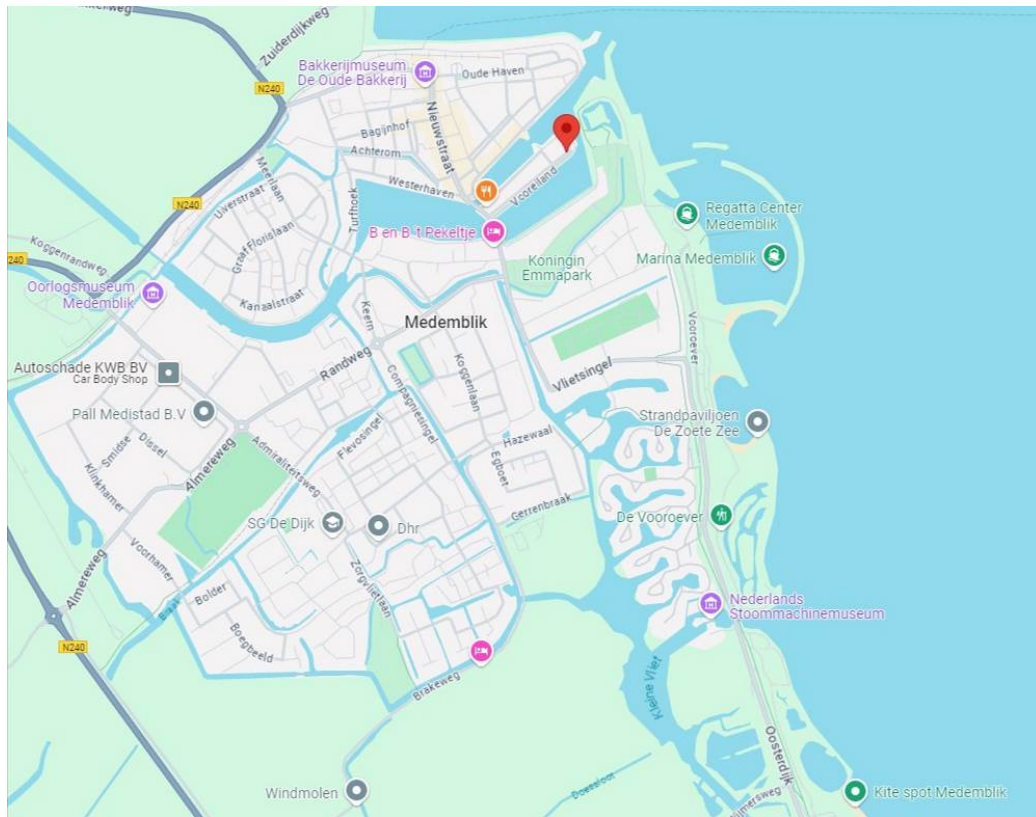 Zuiderdijkweg
Bakkerijmuseum
De Oude Bakkerij
Oude Haven
N240
Nieuwstraat
Bagijnhof
Achterom
Meerlaan
Westerhaven
Vooreiland
Uiverstraat
Turfhoek
N240
Regatta Center
Medemblik
B en B 't Pekeltje
Graaf Florislaan
Koggenrandweg
Koningin
Emmapark
Marina Medemblik
240
Oorlogsmuseum
Medemblik
Kanaalstraat
Keern
Medemblik
Vooroever
Randweg
Autoschade KWB BV
Car Body Shop
Koggenlaan
Vlietsingel
Compagniesingel
Pall Medistad B.V
Strandpaviljoen
De Zoete Zee
Smidse
Dissel
Flevosingel
Hazewaal
Admiraliteitsweg
Egboet
Almereweg
Klinkhamer
Gerrenbraak
SG De Dijk
Dhr
De Vooroever
Voorhamer
Zorgvlietlaan
Almereweg
Bolder
Braak
Nederlands
Stoommachinemuseum
Boegbeeld
N240
Brakeweg
Kleine Vliet
Oosterdijk
Windmolen
Kite spot Medemblik